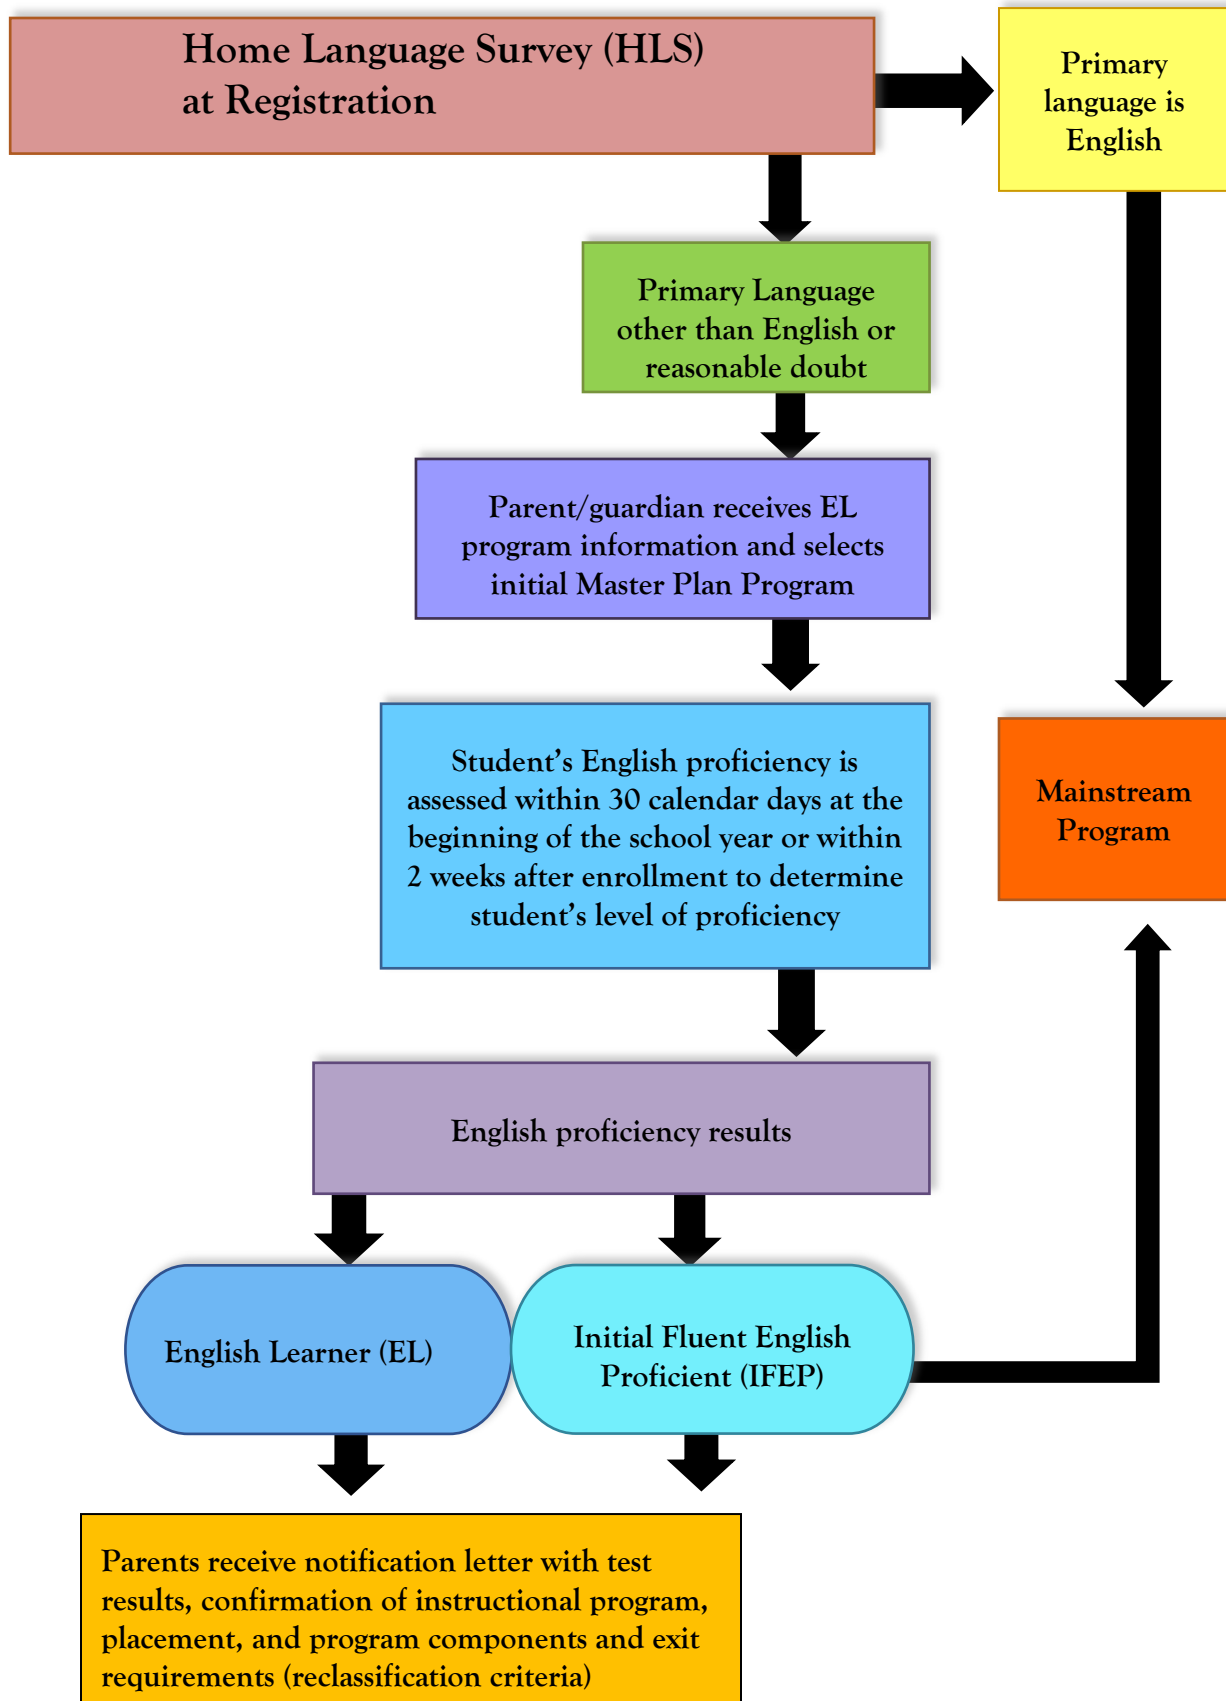 Home Language Survey (HLS)
at Registration
Primary
language is
English
Primary Language
other than English or
reasonable doubt
Parent/guardian receives EL
program information and selects
initial Master Plan Program
Student’s English proficiency is
assessed within 30 calendar days at the
beginning of the school year or within
2 weeks after enrollment to determine
student’s level of proficiency
Mainstream
Program
English proficiency results
English Learner (EL)
Initial Fluent English
Proficient (IFEP)
Parents receive notification letter with test
results, confirmation of instructional program,
placement, and program components and exit
requirements (reclassification criteria)